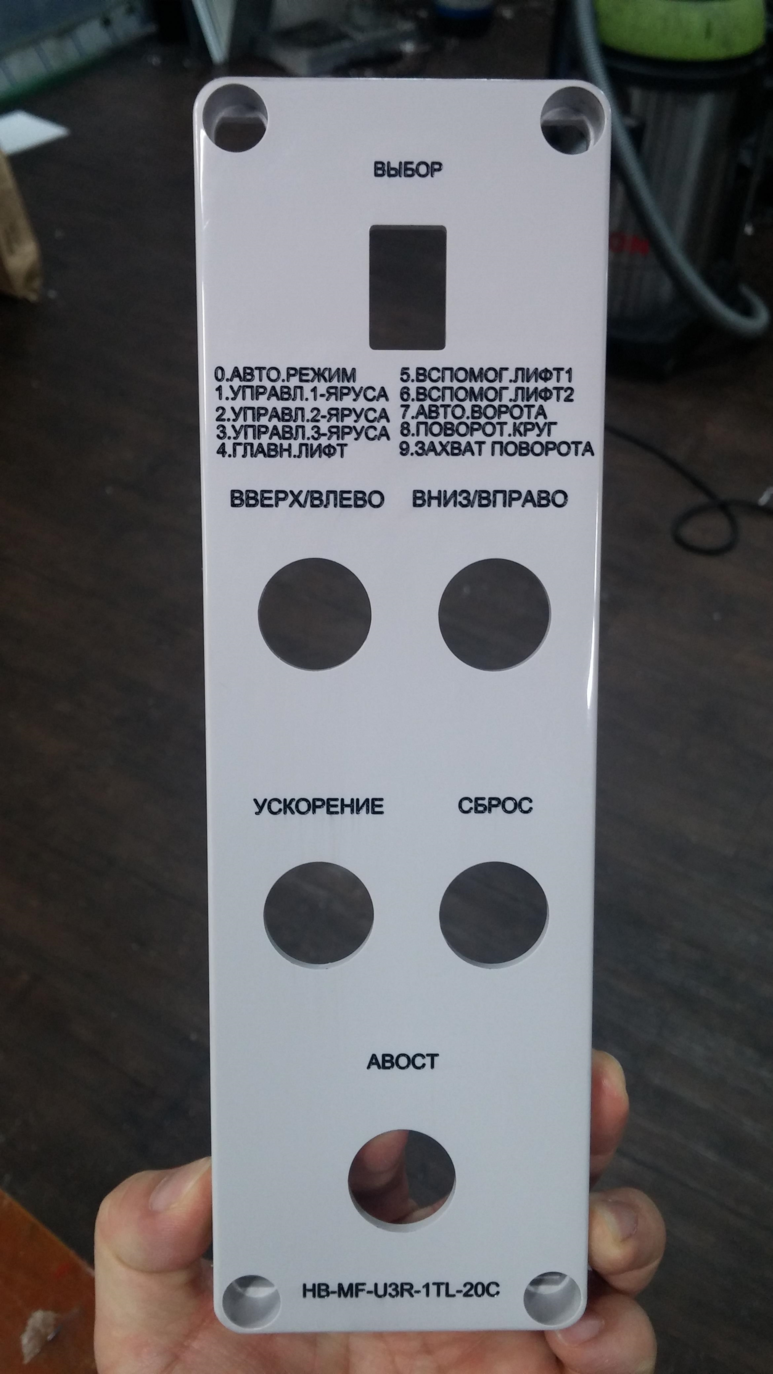 ВЫБОР
0.АВТО.РЕЖИМ
1.УПРАВЛ.1-ЯРУСА
2.УПРАВЛ.2-ЯРУСА
3.УПРАВЛ.3-ЯРУСА
4.ГЛАВН.ЛИФТ
5.ВСПОМОГ.ЛИФТ1
6.ВСПОМОГ.ЛИФТ2
7.АВТО.ВОРОТА
8.ПОВОРОТ.КРУГ
9.ЗАХВАТ ПОВОРОТА
ВВЕРХ/ВЛЕВО ВНИЗ/ВПРАВО
УСКОРЕНИЕ СБРОС
АВОСТ
HB-MF-U3R-1TL-20C